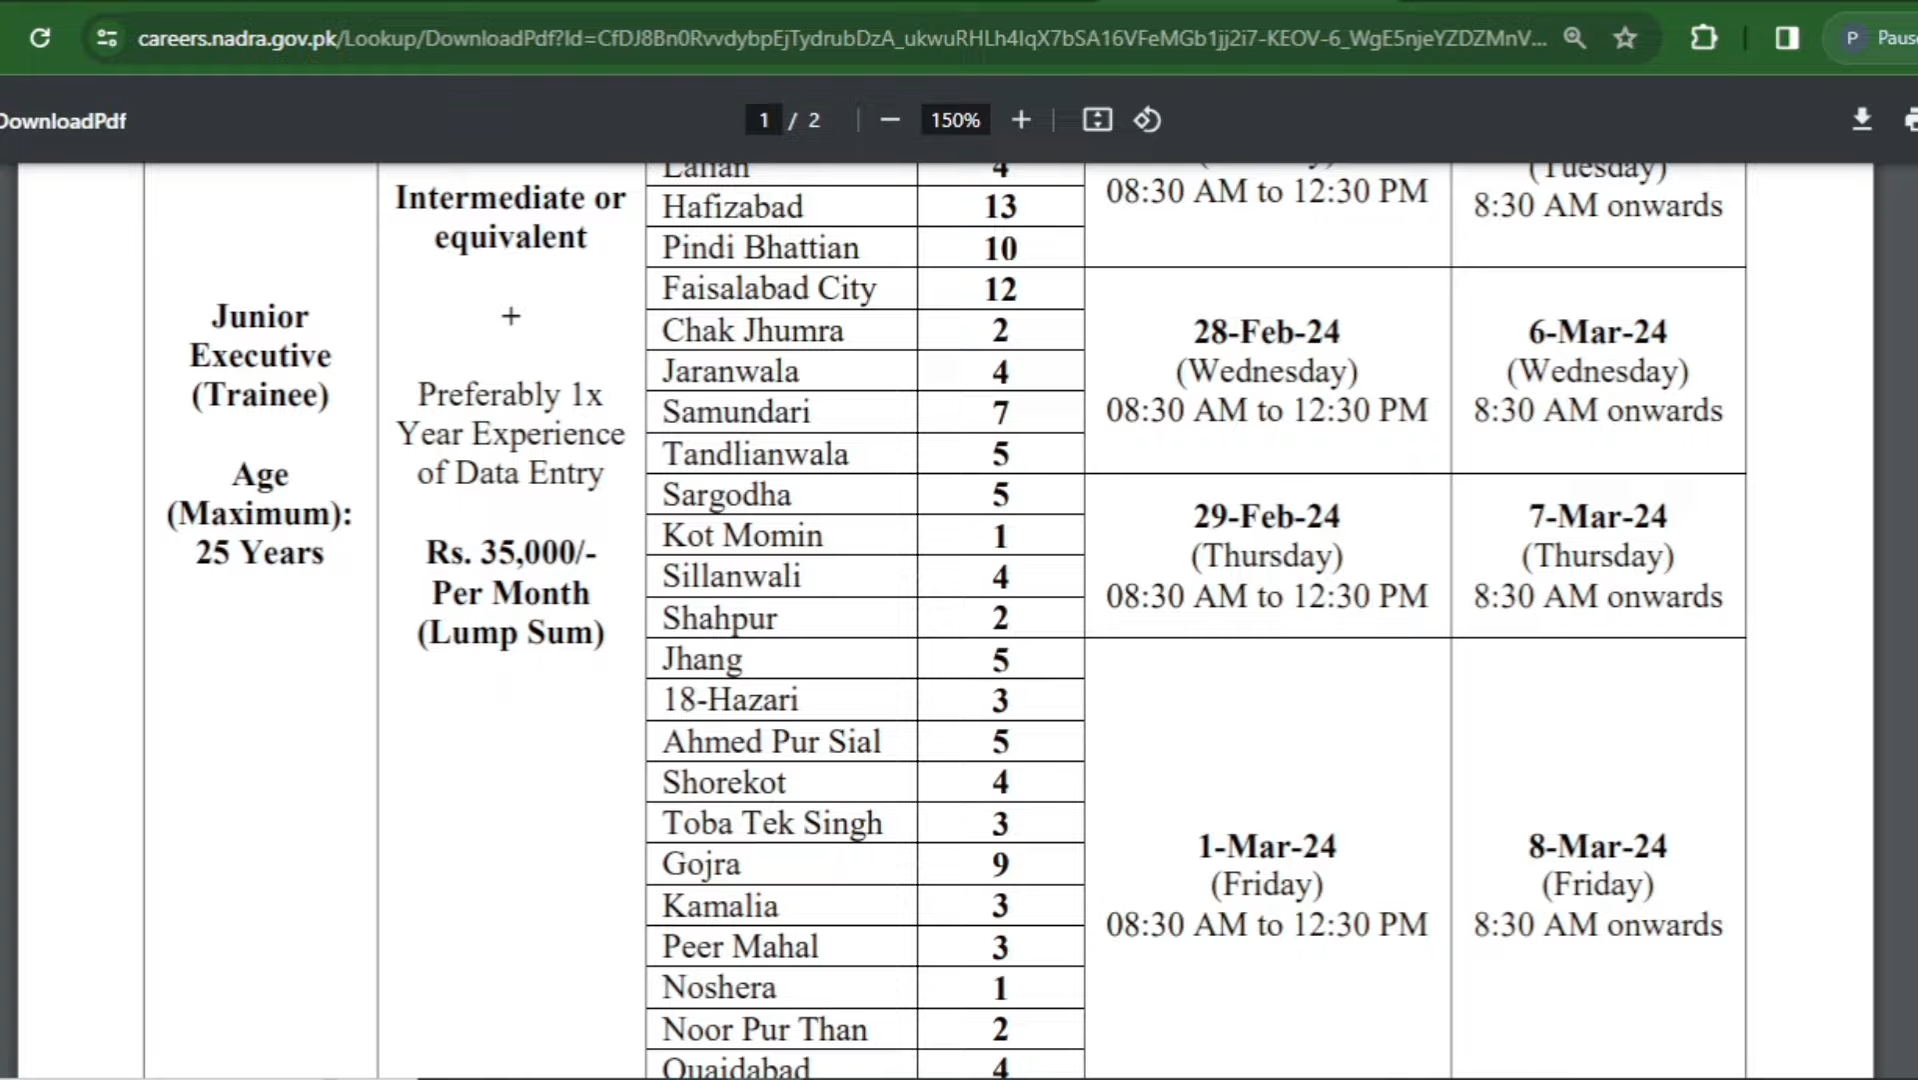 careers.nadra.gov.pk/Lookup/DownloadPdf?Id=CfDJ8Bn0RvvdybpEjTydrubDzA_ukwuRHLh4IqX7bSA16VFeMGb1jj2i7-KEOV-6_WgE5njeYZDZMnV...
P Pause
DownloadPdf
1 / 2
150%
Junior
Executive
(Trainee)
Age
(Maximum):
25 Years
Intermediate or
equivalent
+
Preferably 1x
Year Experience
of Data Entry
Rs. 35,000/-
Per Month
(Lump Sum)
4
Hafizabad 13
Pindi Bhattian 10
08:30 AM to 12:30 PM
(Tuesday)
8:30 AM onwards
Faisalabad City 12
Chak Jhumra 2
Jaranwala 4
Samundari 7
Tandlianwala 5
28-Feb-24
(Wednesday)
08:30 AM to 12:30 PM
6-Mar-24
(Wednesday)
8:30 AM onwards
Sargodha 5
Kot Momin 1
Sillanwali 4
Shahpur 2
29-Feb-24
(Thursday)
08:30 AM to 12:30 PM
7-Mar-24
(Thursday)
8:30 AM onwards
Jhang 5
18-Hazari 3
Ahmed Pur Sial 5
Shorekot 4
Toba Tek Singh 3
Gojra 9
Kamalia 3
Peer Mahal 3
Noshera 1
Noor Pur Than 2
Quaidabad 4
1-Mar-24
(Friday)
08:30 AM to 12:30 PM
8-Mar-24
(Friday)
8:30 AM onwards